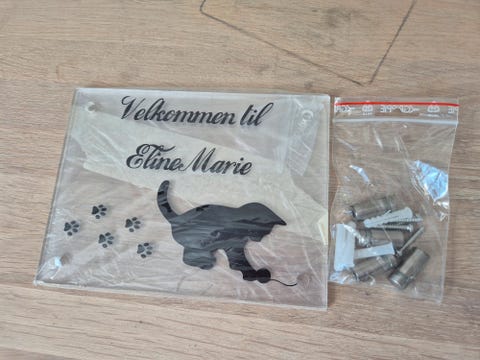 Velkommen til
Eline Marie